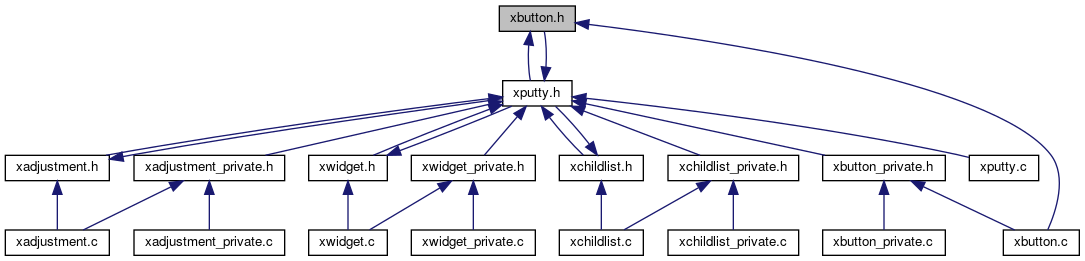 xbutton.h
xputty.h
xadjustment.h
xadjustment_private.h
xwidget.h
xwidget_private.h
xchildlist.h
xchildlist_private.h
xbutton_private.h
xputty.c
xadjustment.c
xadjustment_private.c
xwidget.c
xwidget_private.c
xchildlist.c
xchildlist_private.c
xbutton_private.c
xbutton.c